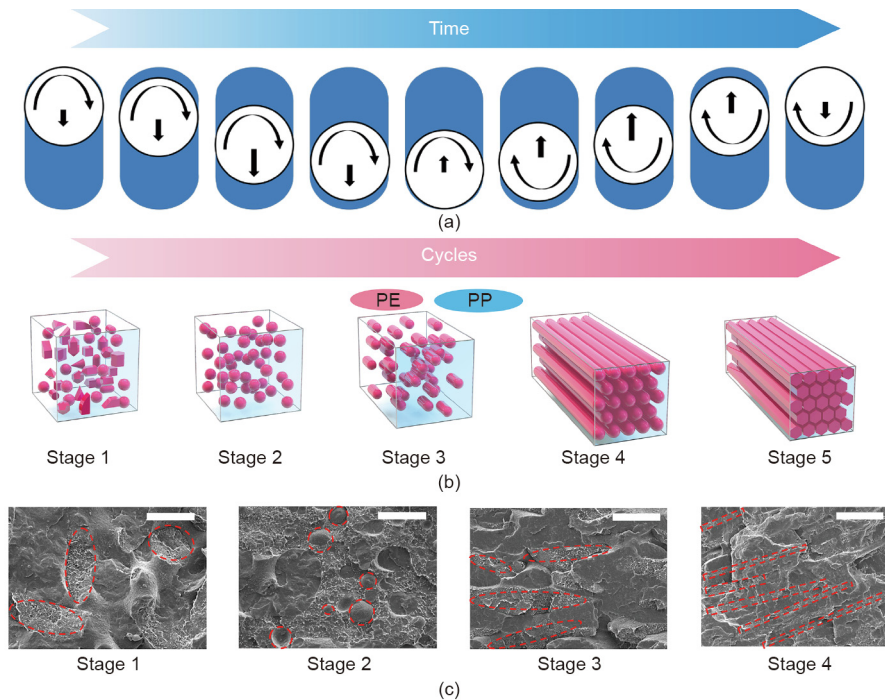 Time
(a)
Cycles
PE PP
Stage 1 Stage 2 Stage 3 Stage 4 Stage 5
(b)
Stage 1 Stage 2 Stage 3 Stage 4
(c)